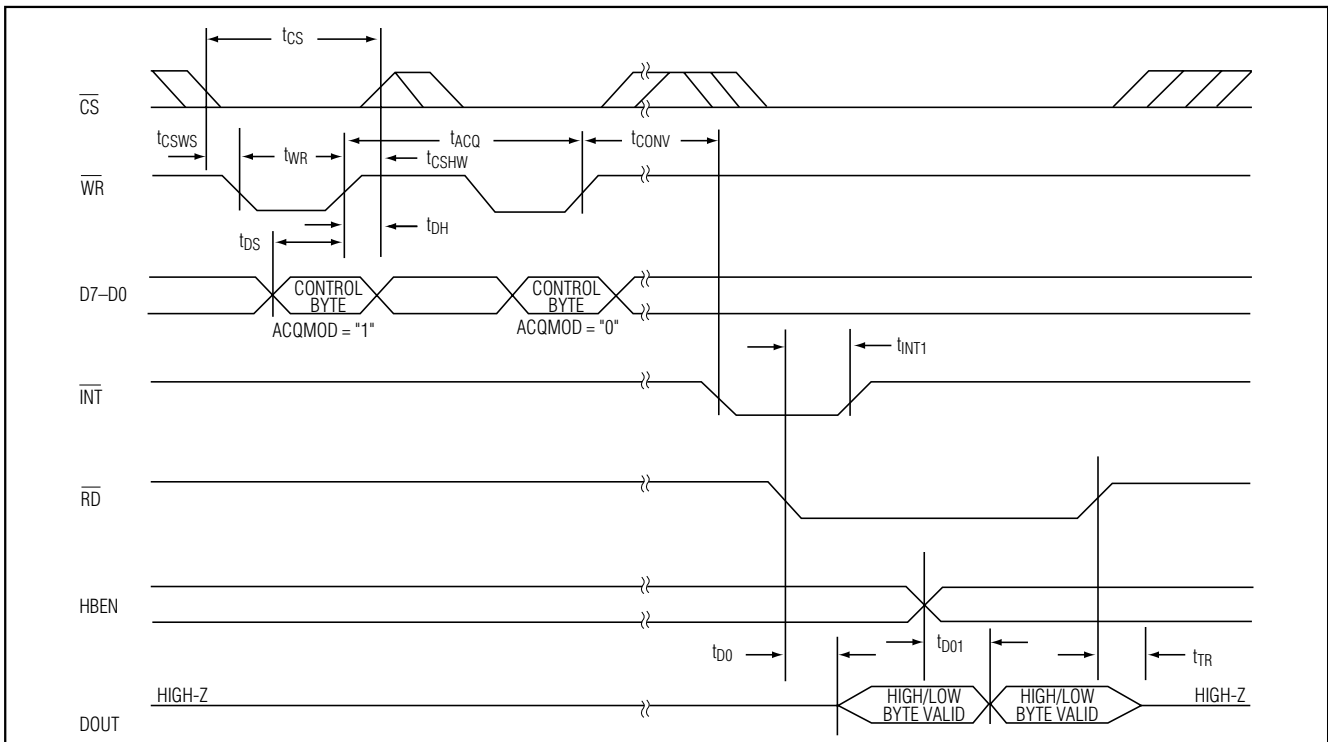 tCS
CS
tCSWS
tWR
tACQ
tCSHW
tCONV
WR
tDS
tDH
D7–D0
CONTROL
BYTE
CONTROL
BYTE
ACQMOD = "1"
ACQMOD = "0"
tINT1
INT
RD
HBEN
tD0
tD01
tTR
HIGH-Z
HIGH/LOW
BYTE VALID
HIGH/LOW
BYTE VALID
HIGH-Z
DOUT